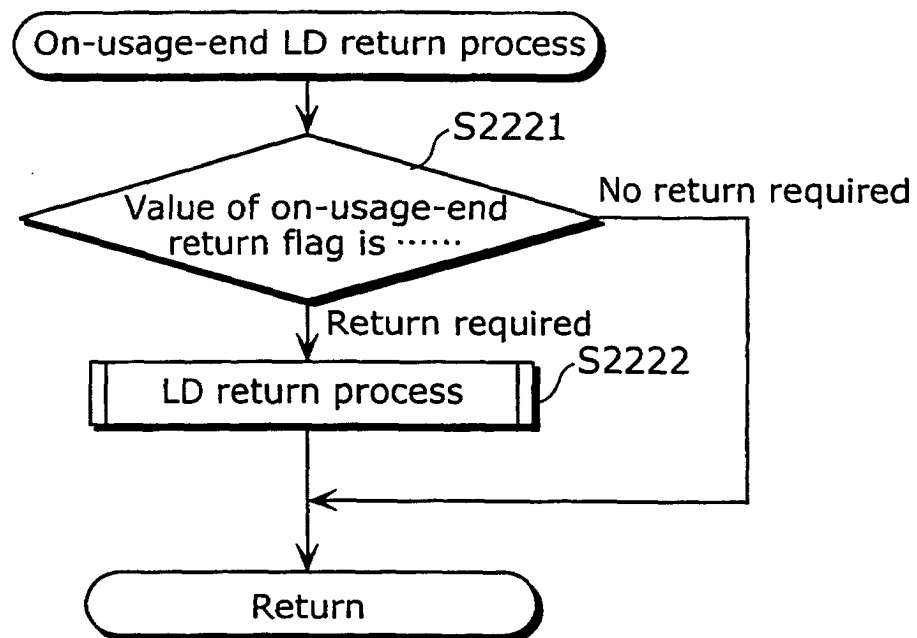 On-usage-end LD return process
S2221
No return required
Value of on-usage-end
return flag is ······
Return required
S2222
LD return process
Return